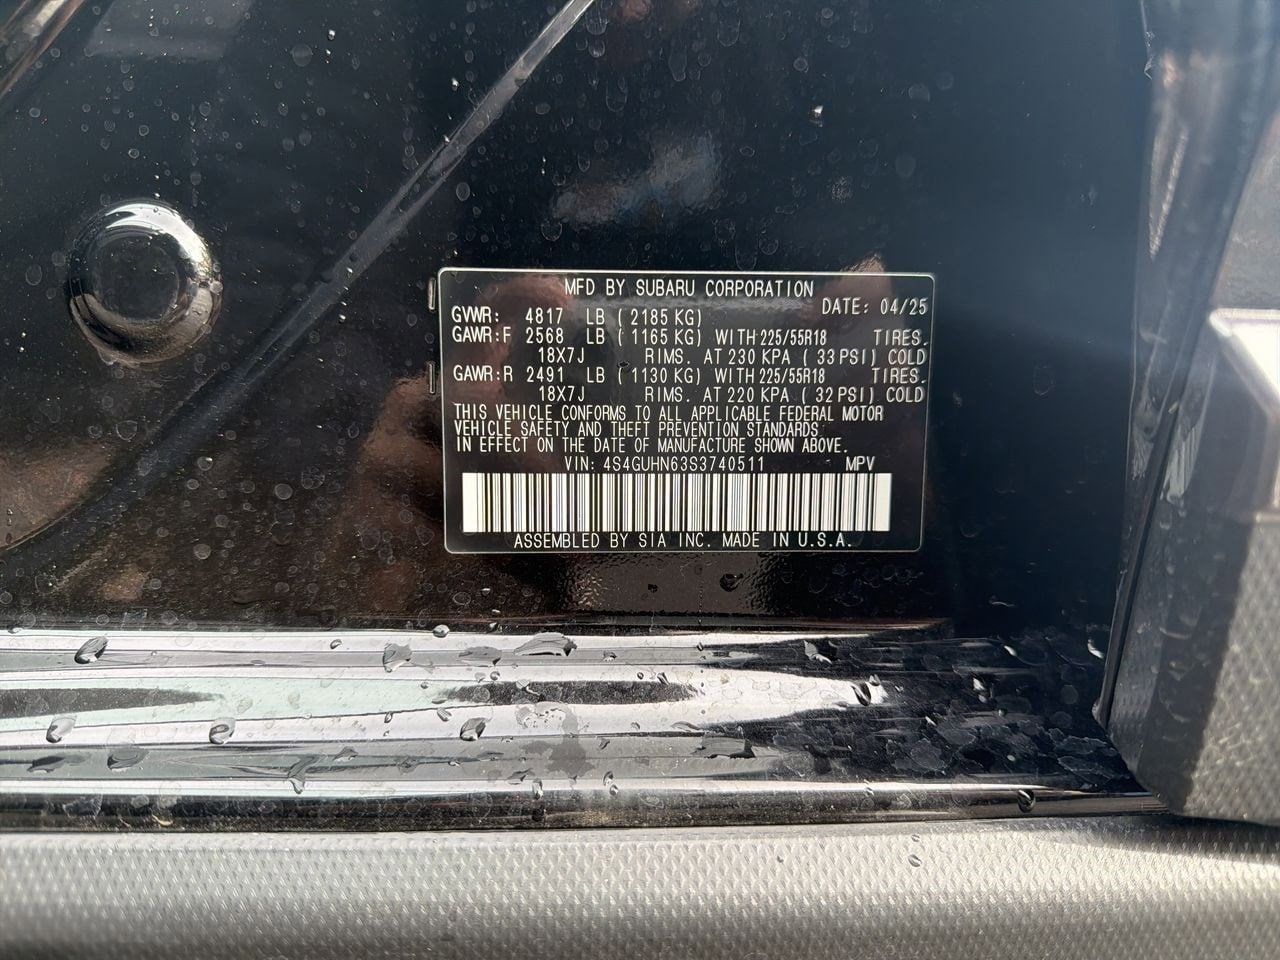 MFD BY SUBARU CORPORATION
DATE: 04/25
GVWR: 4817 LB ( 2185 KG)
GAWR:F 2568 LB ( 1165 KG) WITH 225/55R18 TIRES.
18X7J RIMS. AT 230 KPA ( 33 PSI) COLD
GAWR:R 2491 LB ( 1130 KG) WITH 225/55R18 TIRES.
18X7J RIMS. AT 220 KPA ( 32 PSI) COLD
THIS VEHICLE CONFORMS TO ALL APPLICABLE FEDERAL MOTOR
VEHICLE SAFETY AND THEFT PREVENTION STANDARDS
IN EFFECT ON THE DATE OF MANUFACTURE SHOWN ABOVE.
VIN: 4S4GUHN63S3740511 MPV
ASSEMBLED BY SIA INC. MADE IN U.S.A.